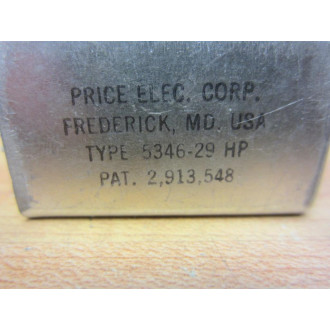 PRICE ELEC. CORP.
FREDERICK, MD. USA
TYPE 5346-29 HP
PAT. 2,913,548